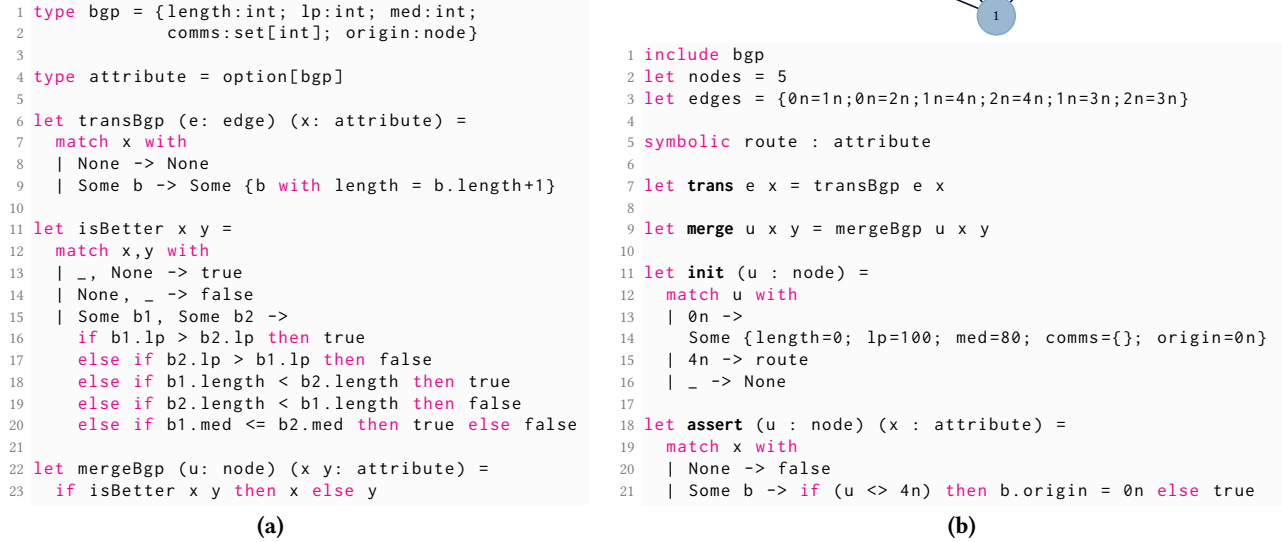 1 type bgp = {length:int; lp:int; med:int;
2             comms:set[int]; origin:node}
3
4 type attribute = option[bgp]
5
6 let transBgp (e: edge) (x: attribute) =
7   match x with
8   | None -> None
9   | Some b -> Some {b with length = b.length+1}
10
11 let isBetter x y =
12   match x,y with
13   | _, None -> true
14   | None, _ -> false
15   | Some b1, Some b2 ->
16     if b1.lp > b2.lp then true
17     else if b2.lp > b1.lp then false
18     else if b1.length < b2.length then true
19     else if b2.length < b1.length then false
20     else if b1.med <= b2.med then true else false
21
22 let mergeBgp (u: node) (x y: attribute) =
23   if isBetter x y then x else y
(a)
1
1 include bgp
2 let nodes = 5
3 let edges = {0n=1n;0n=2n;1n=4n;2n=4n;1n=3n;2n=3n}
4
5 symbolic route : attribute
6
7 let trans e x = transBgp e x
8
9 let merge u x y = mergeBgp u x y
10
11 let init (u : node) =
12   match u with
13   | 0n ->
14     Some {length=0; lp=100; med=80; comms={}; origin=0n}
15   | 4n -> route
16   | _ -> None
17
18 let assert (u : node) (x : attribute) =
19   match x with
20   | None -> false
21   | Some b -> if (u <> 4n) then b.origin = 0n else true
(b)